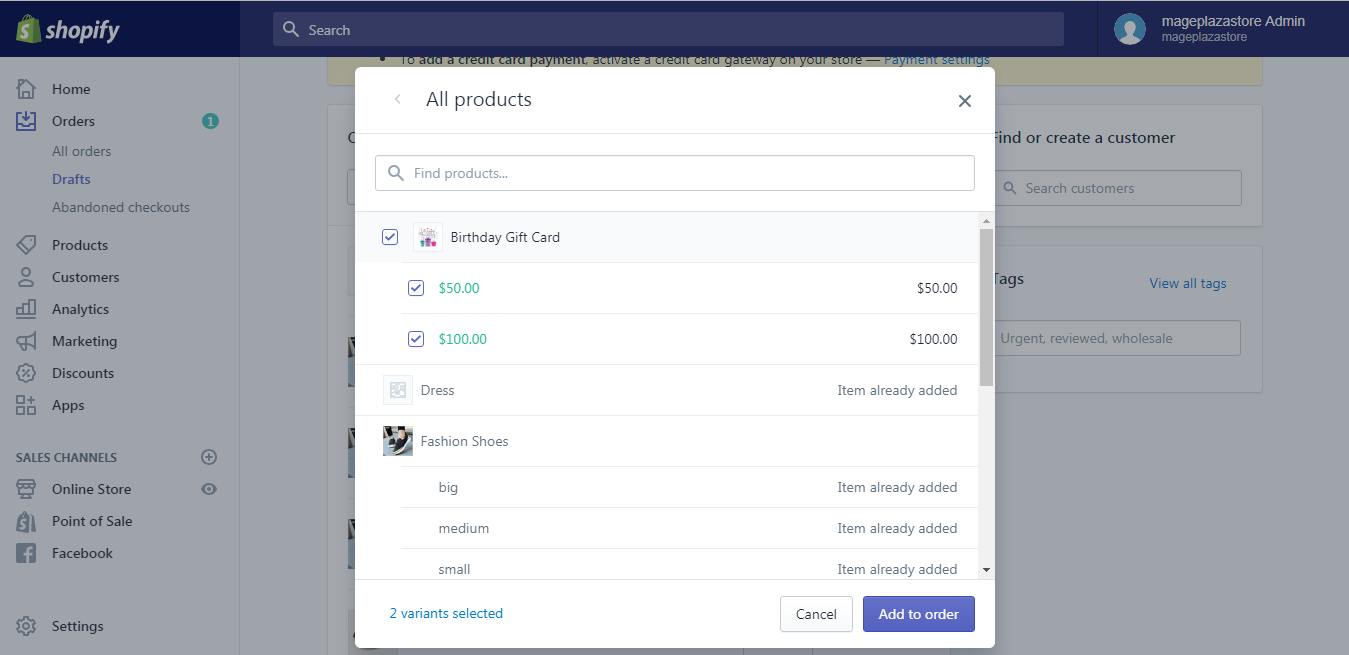 shopify
Search
mageplazastore Admin
mageplazastore
To add a credit card payment, activate a credit card gateway on your store — Payment settings
Home
Orders
1
All orders
Drafts
Abandoned checkouts
Products
Customers
Analytics
Marketing
Discounts
Apps
SALES CHANNELS
Online Store
Point of Sale
Facebook
Settings
All products
Find products...
Birthday Gift Card
$50.00 $50.00
$100.00 $100.00
Dress Item already added
Fashion Shoes
big Item already added
medium Item already added
small Item already added
2 variants selected
Cancel
Add to order
Find or create a customer
Search customers
Tags
View all tags
Urgent, reviewed, wholesale